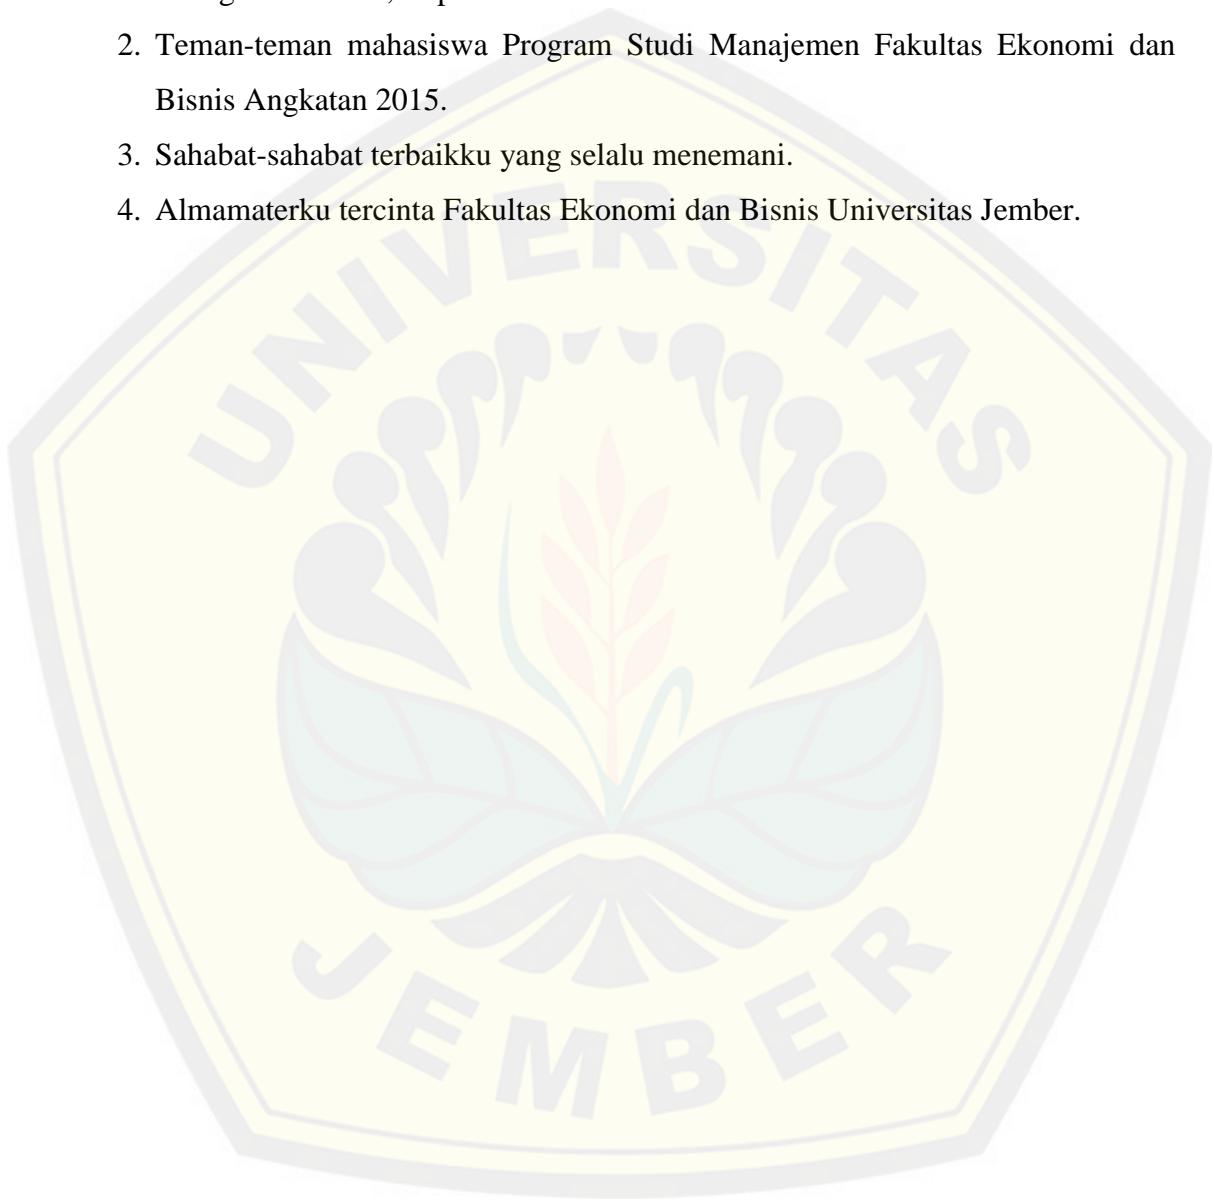 2. Teman-teman mahasiswa Program Studi Manajemen Fakultas Ekonomi dan
Bisnis Angkatan 2015.
3. Sahabat-sahabat terbaikku yang selalu menemani.
4. Almamaterku tercinta Fakultas Ekonomi dan Bisnis Universitas Jember.
UNIVERSITAS
JEMBER